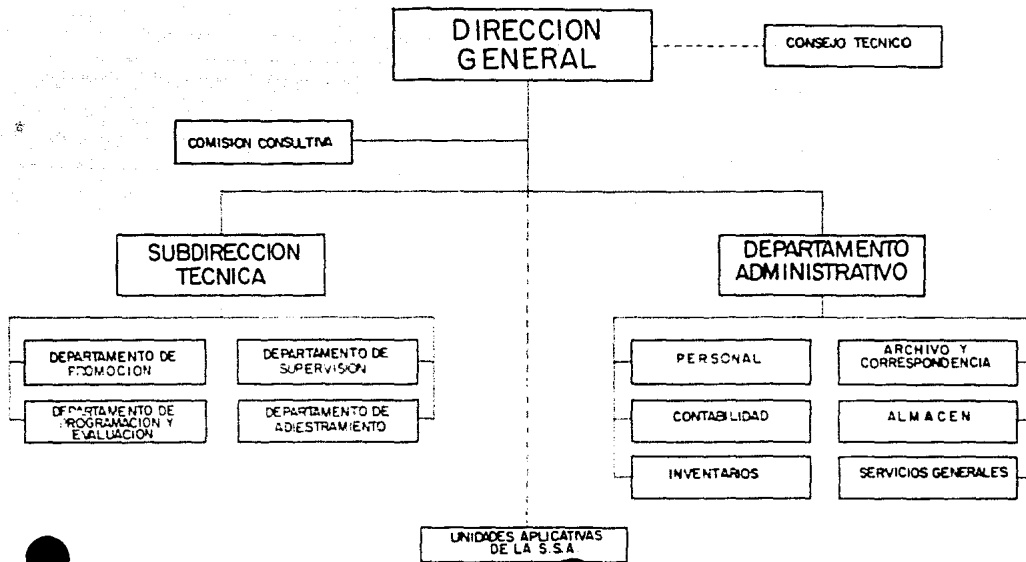 DIRECCION
GENERAL
CONSEJO TECNICO
COMISION CONSULTIVA
SUBDIRECCION
TECNICA
DEPARTAMENTO
ADMINISTRATIVO
DEPARTAMENTO DE
PROMOCION
DEPARTAMENTO DE
SUPERVISION
DEPARTAMENTO DE
PROGRAMACION Y
EVALUACION
DEPARTAMENTO DE
ADIESTRAMIENTO
PERSONAL
ARCHIVO Y
CORRESPONDENCIA
CONTABILIDAD
ALMACEN
INVENTARIOS
SERVICIOS GENERALES
UNIDADES APLICATIVAS
DE LA S.S.A.